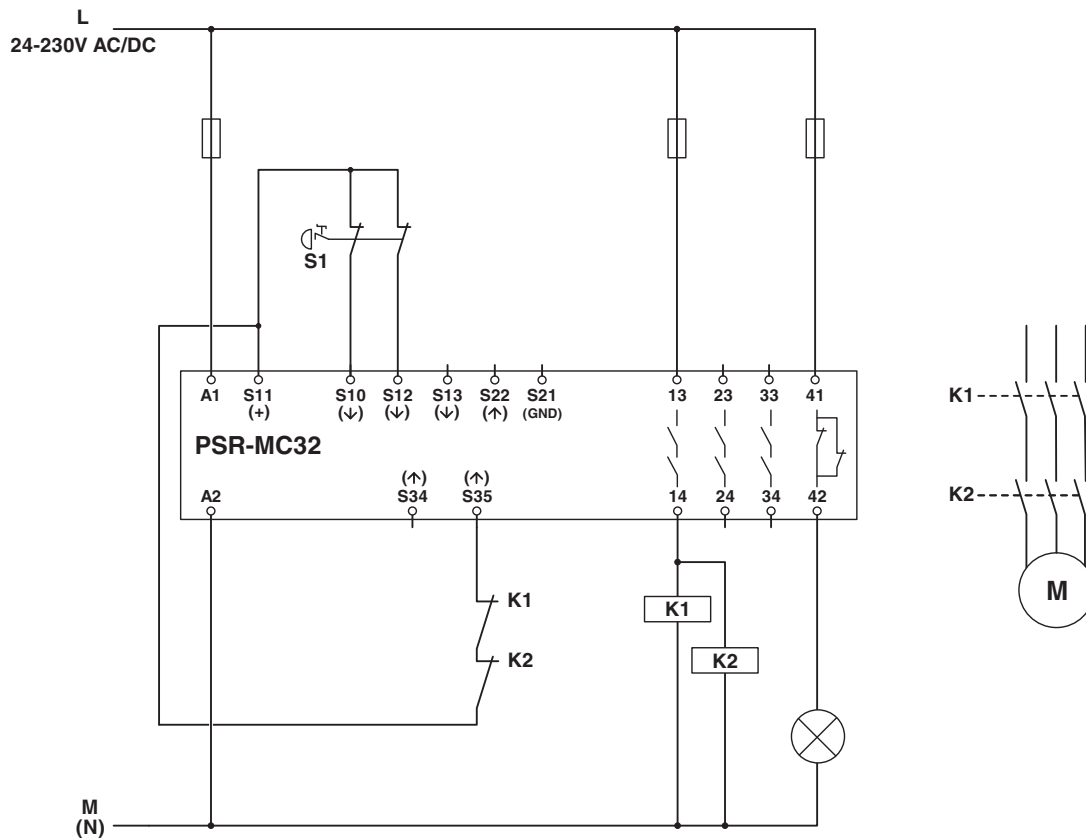 L
24-230V AC/DC
S1
A1 S11 S10 S12 S13 S22 S21 13 23 33 41
(+) (↓) (↓) (↓) (↑) (GND)
PSR-MC32
(↑) (↑)
A2 S34 S35 14 24 34 42
K1
K2
K1
K2
K1
K2
M
M
(N)